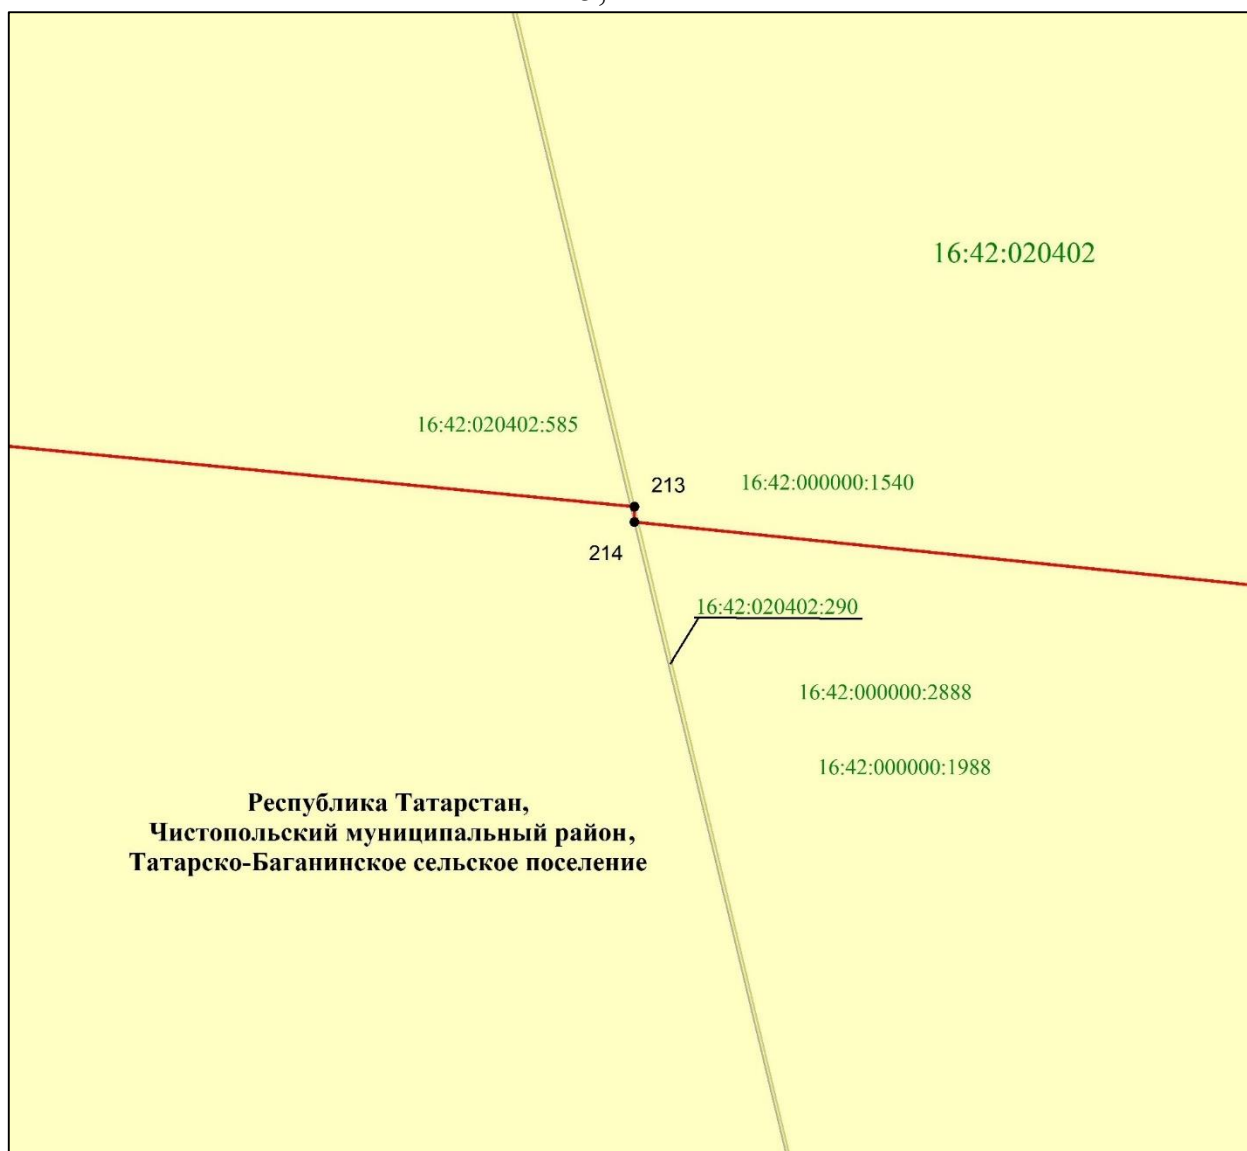 16:42:020402
16:42:020402:585
213
16:42:000000:1540
214
16:42:020402:290
16:42:000000:2888
16:42:000000:1988
Республика Татарстан,
Чистопольский муниципальный район,
Татарско-Баганинское сельское поселение